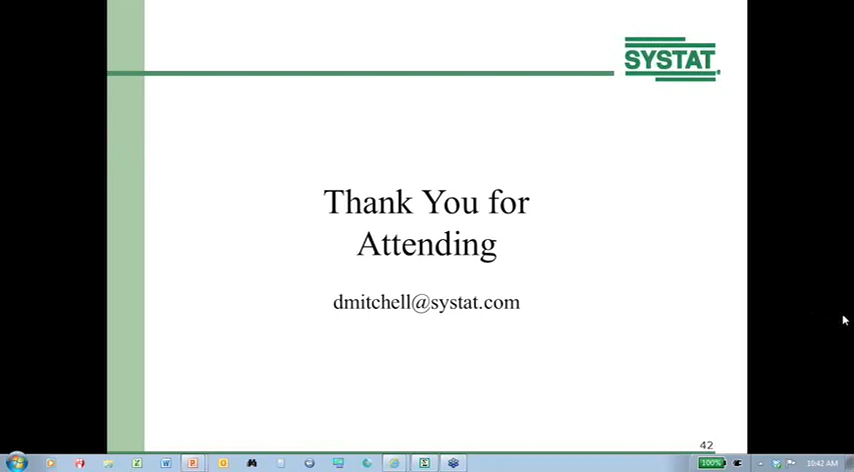 SYSTAT
Thank You for
Attending
dmitchell@systat.com
42
100%
10:42 AM